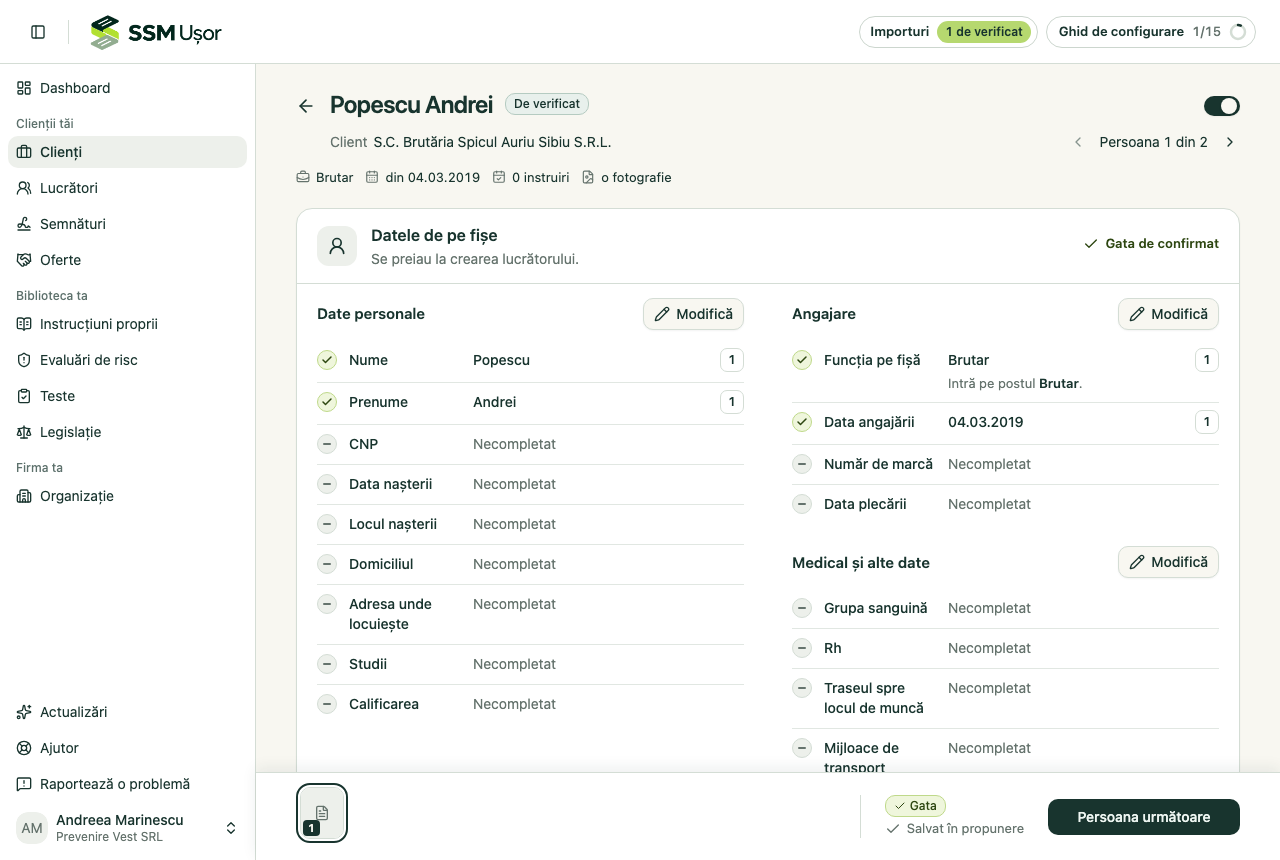 SSM Ușor
Importuri 1 de verificat
Ghid de configurare 1/15
Dashboard
Clienții tăi
Clienți
Lucrători
Semnături
Oferte
Biblioteca ta
Instrucțiuni proprii
Evaluări de risc
Teste
Legislație
Firma ta
Organizație
Actualizări
Ajutor
Raportează o problemă
AM
Andreea Marinescu
Prevenire Vest SRL
Popescu Andrei De verificat
Client S.C. Brutăria Spicul Auriu Sibiu S.R.L.
Persoana 1 din 2
Brutar din 04.03.2019 0 instruiri o fotografie
Datele de pe fișe
Se preiau la crearea lucrătorului.
Gata de confirmat
Date personale Modifică
Nume Popescu 1
Prenume Andrei 1
CNP Necompletat
Data nașterii Necompletat
Locul nașterii Necompletat
Domiciliul Necompletat
Adresa unde Necompletat
locuiește
Studii Necompletat
Calificarea Necompletat
Angajare Modifică
Funcția pe fișă Brutar 1
Intră pe postul Brutar.
Data angajării 04.03.2019 1
Număr de marcă Necompletat
Data plecării Necompletat
Medical și alte date Modifică
Grupa sanguină Necompletat
Rh Necompletat
Traseul spre Necompletat
locul de muncă
Mijloace de Necompletat
transport
1
Gata
Salvat în propunere
Persoana următoare